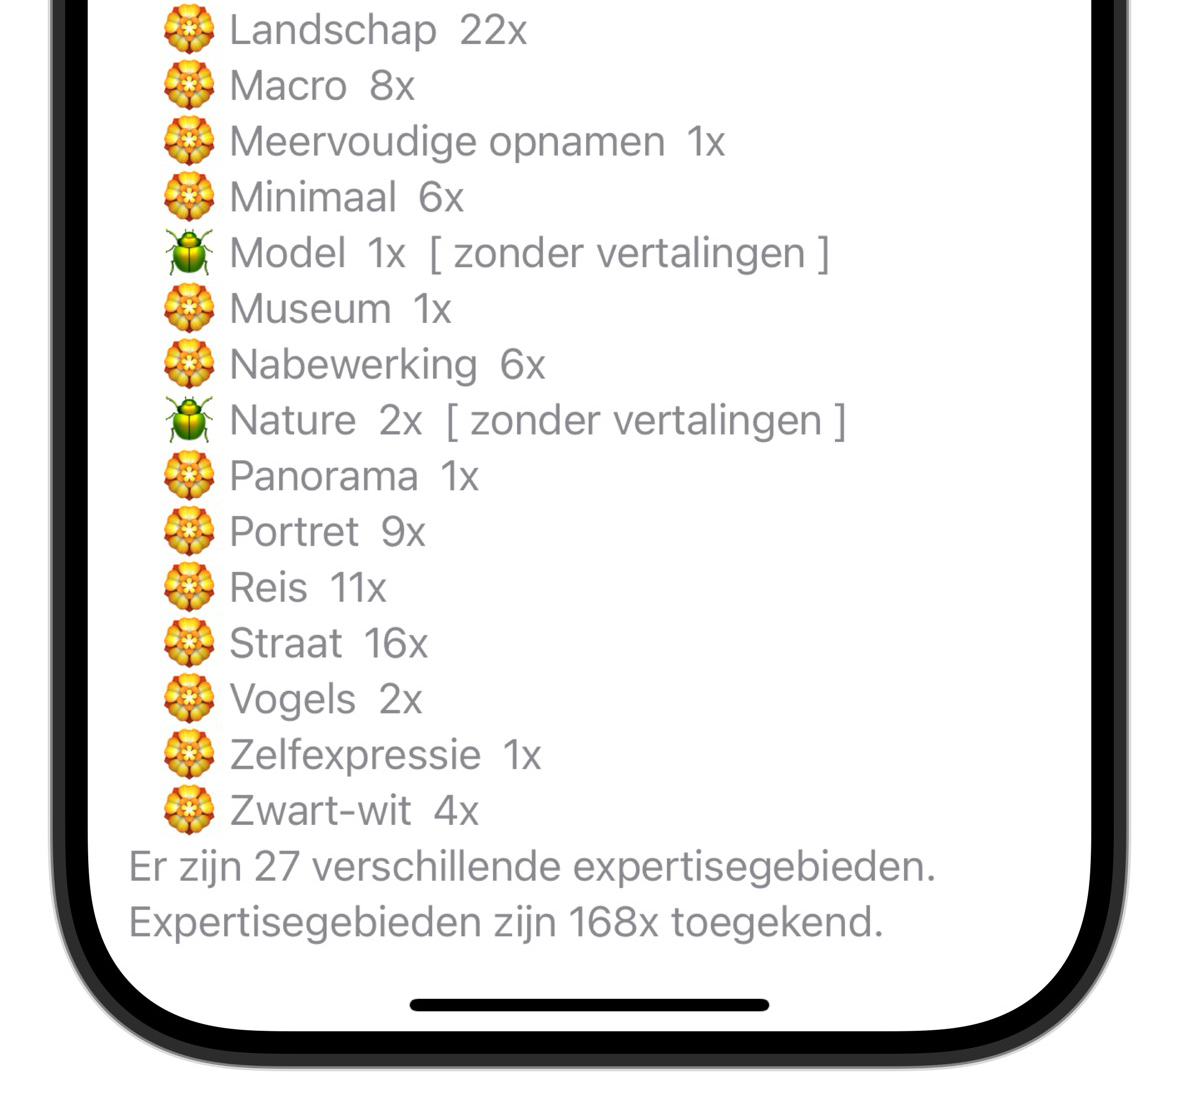 Landschap 22x
Macro 8x
Meervoudige opnamen 1x
Minimaal 6x
Model 1x [ zonder vertalingen ]
Museum 1x
Nabewerking 6x
Nature 2x [ zonder vertalingen ]
Panorama 1x
Portret 9x
Reis 11x
Straat 16x
Vogels 2x
Zelfexpressie 1x
Zwart-wit 4x
Er zijn 27 verschillende expertisegebieden.
Expertisegebieden zijn 168x toegekend.